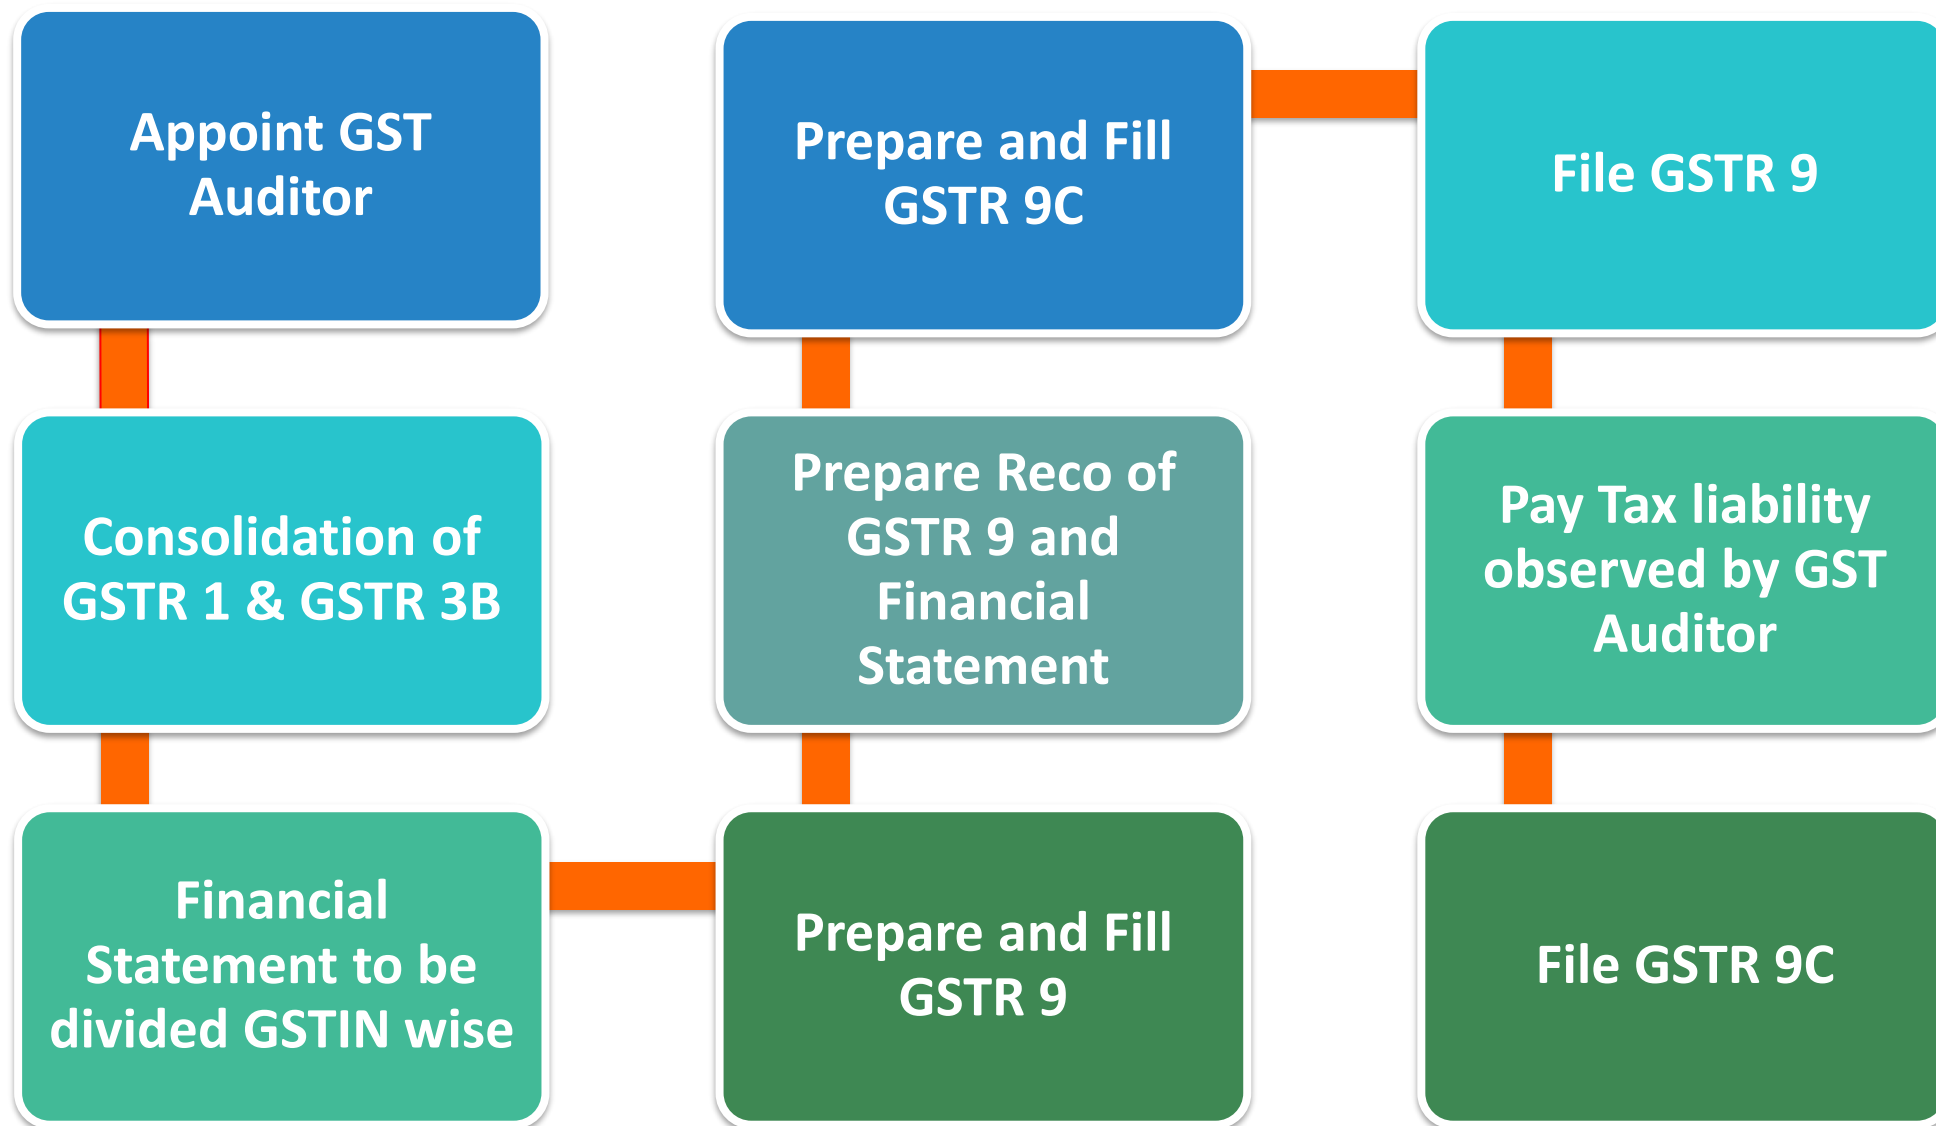 Appoint GST
Auditor
Consolidation of
GSTR 1 & GSTR 3B
Financial
Statement to be
divided GSTIN wise
Prepare and Fill
GSTR 9
Prepare Reco of
GSTR 9 and
Financial
Statement
Prepare and Fill
GSTR 9C
File GSTR 9
Pay Tax liability
observed by GST
Auditor
File GSTR 9C